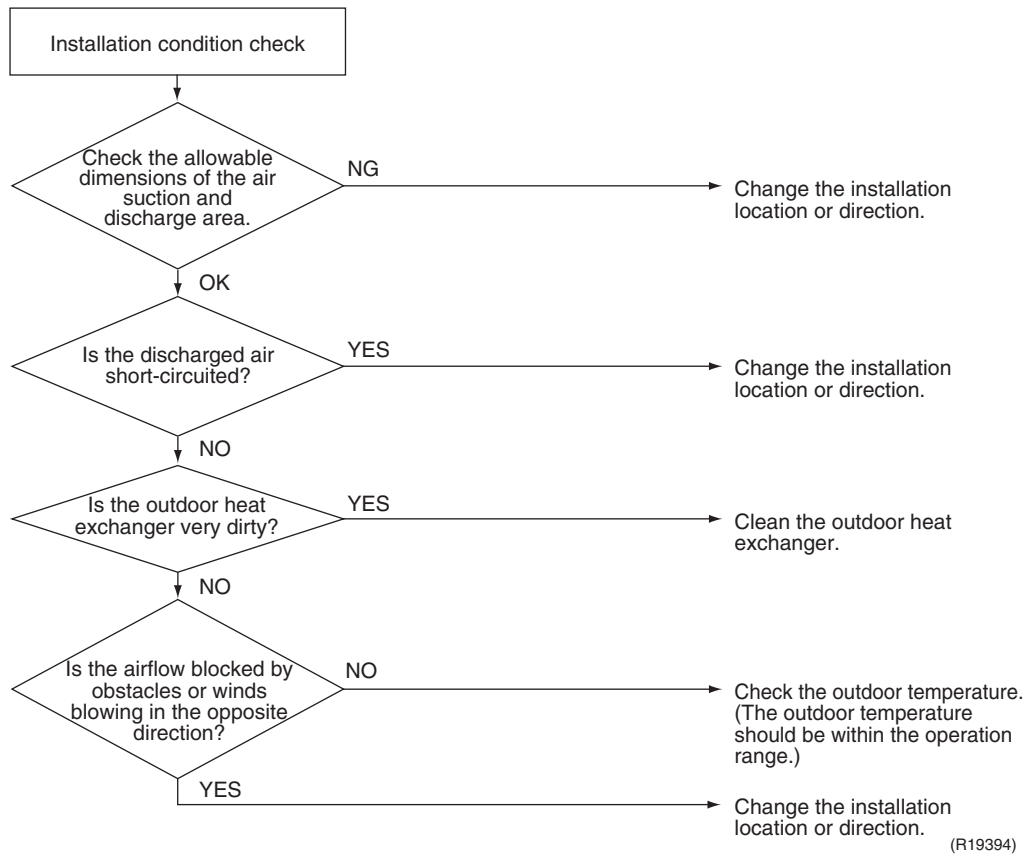 Installation condition check
Check the allowable
dimensions of the air
suction and
discharge area.
NG
Change the installation
location or direction.
OK
Is the discharged air
short-circuited?
YES
Change the installation
location or direction.
NO
Is the outdoor heat
exchanger very dirty?
YES
Clean the outdoor heat
exchanger.
NO
Is the airflow blocked by
obstacles or winds
blowing in the opposite
direction?
NO
Check the outdoor temperature.
(The outdoor temperature
should be within the operation
range.)
YES
Change the installation
location or direction.
(R19394)